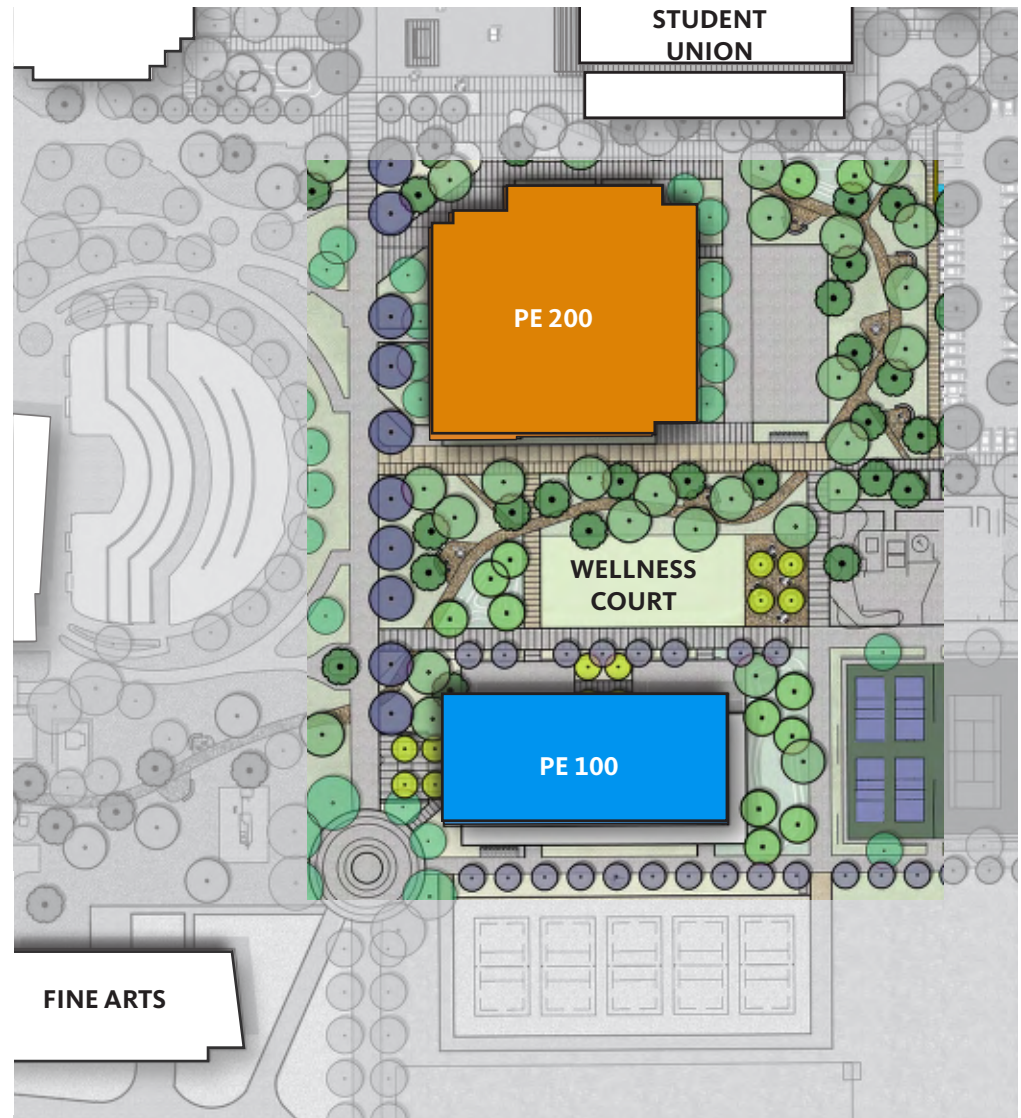 STUDENT
UNION
PE 200
WELLNESS
COURT
PE 100
FINE ARTS